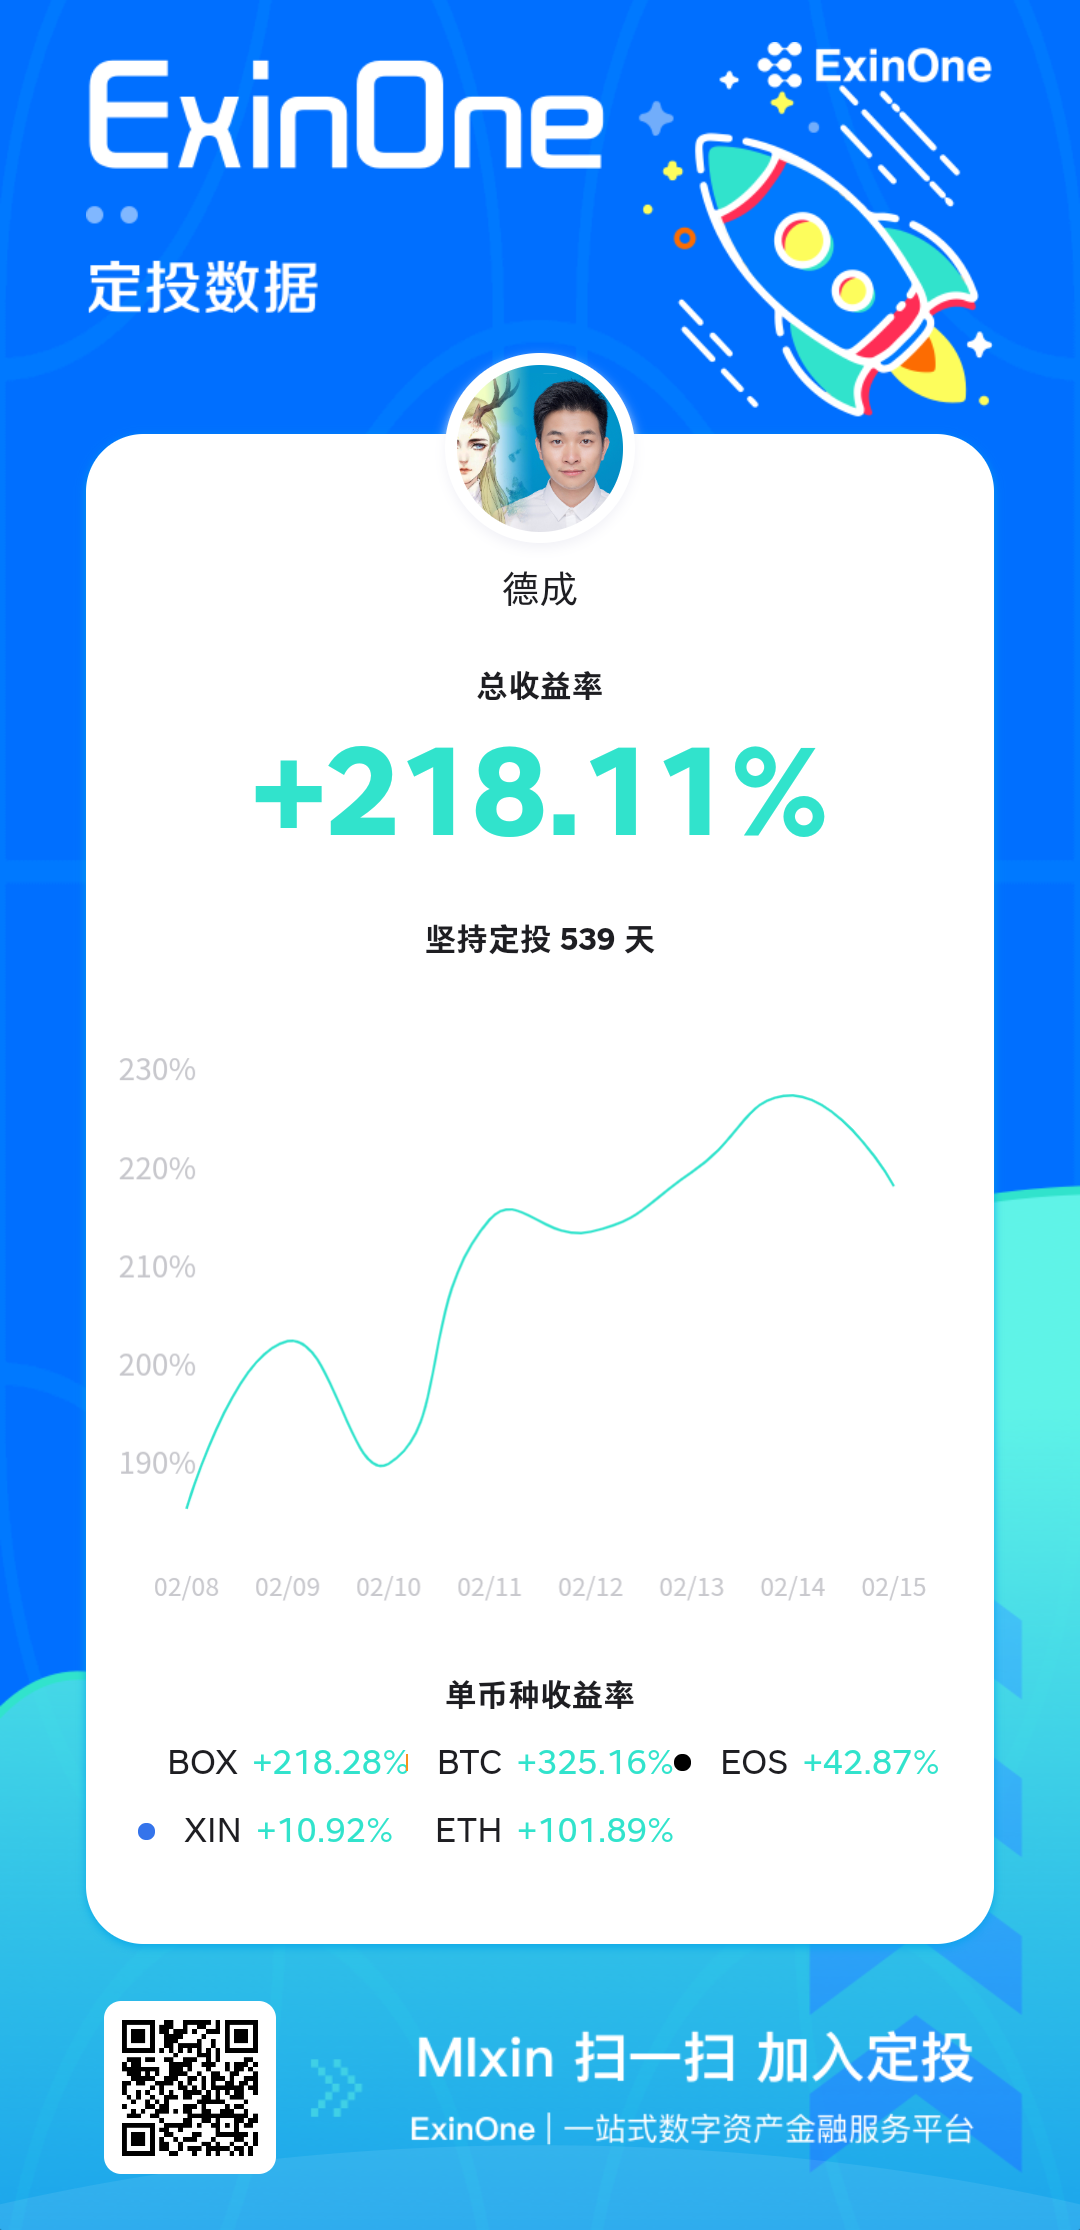 ExinOne
ExinOne
定投数据
德成
总收益率
+218.11%
坚持定投 539 天
230%
220%
210%
200%
190%
02/08 02/09 02/10 02/11 02/12 02/13 02/14 02/15
单币种收益率
BOX +218.28% BTC +325.16% EOS +42.87%
XIN +10.92% ETH +101.89%
MIxin 扫一扫 加入定投
ExinOne | 一站式数字资产金融服务平台